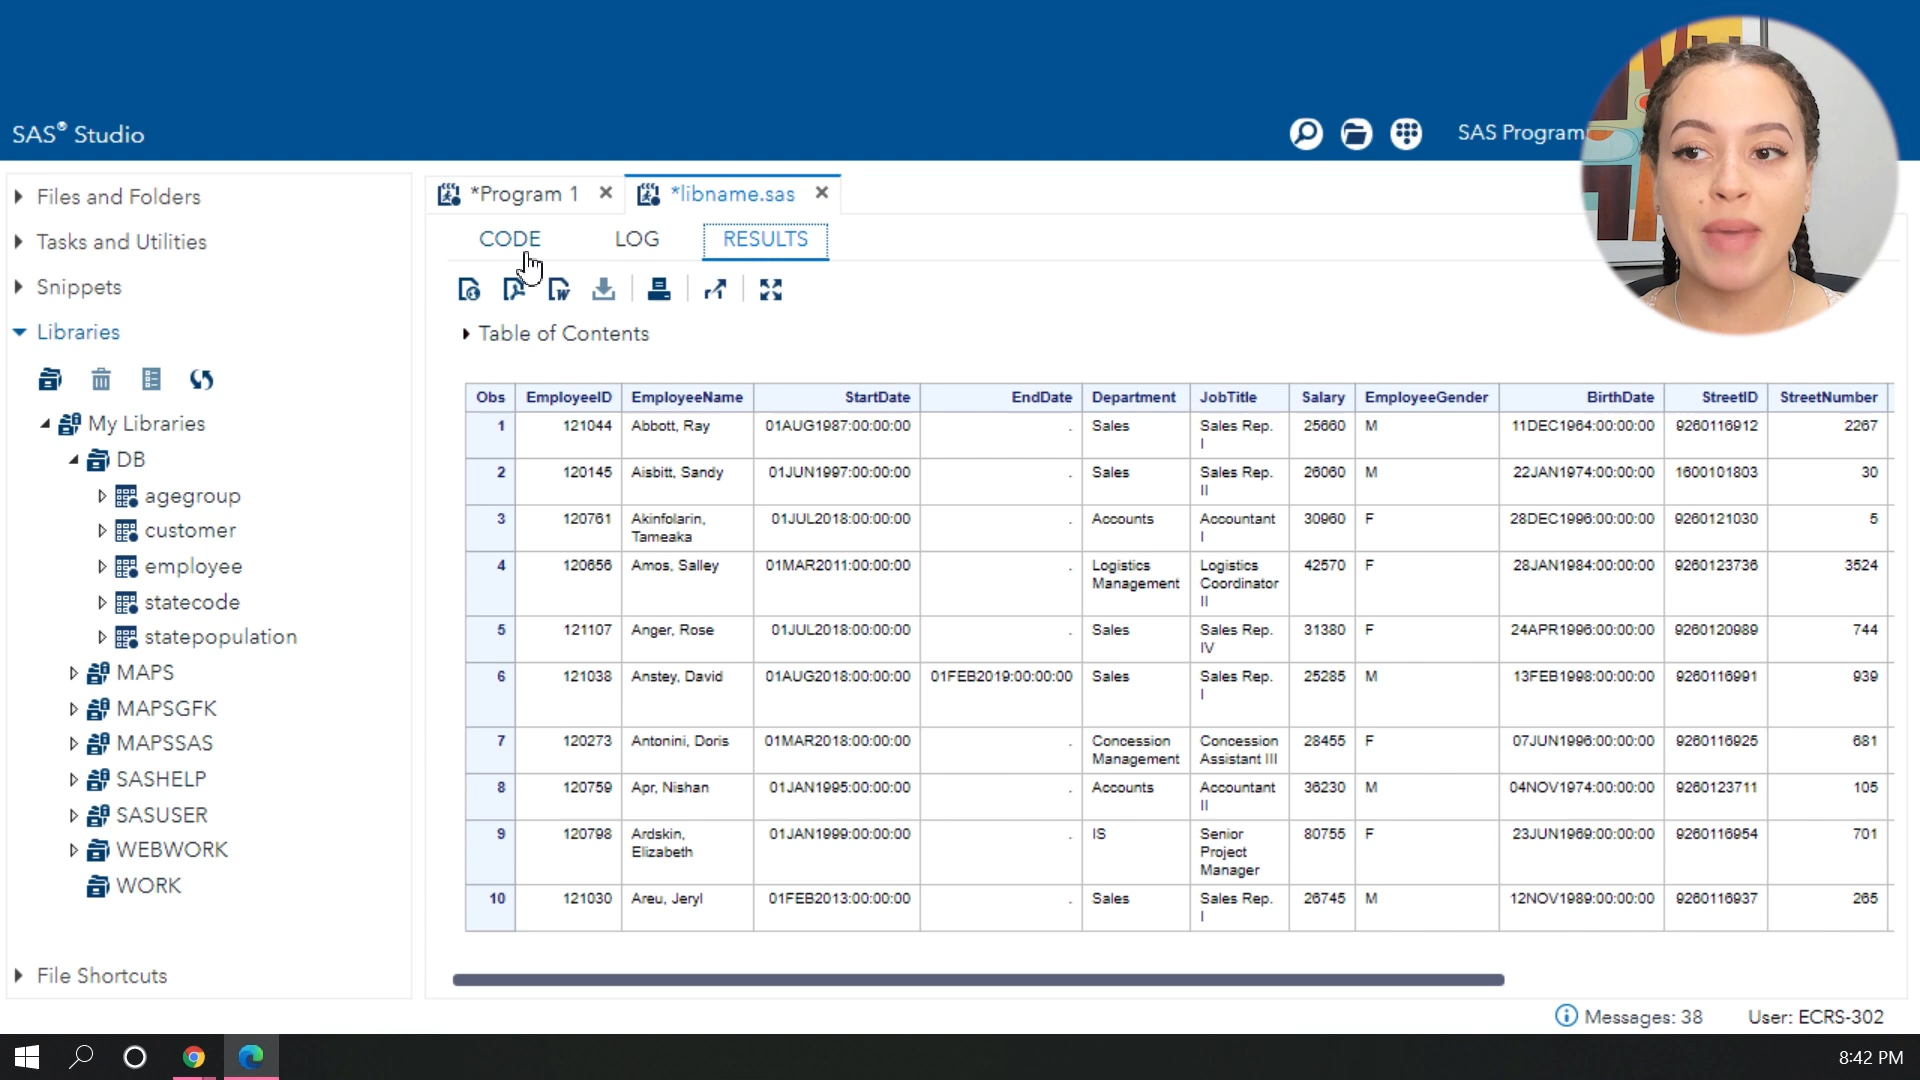 SAS® Studio
SAS Program
Files and Folders
Tasks and Utilities
Snippets
Libraries
My Libraries
DB
agegroup
customer
employee
statecode
statepopulation
MAPS
MAPSGFK
MAPSSAS
SASHELP
SASUSER
WEBWORK
WORK
File Shortcuts
*Program 1
*libname.sas
CODE LOG RESULTS
Table of Contents
Obs EmployeeID EmployeeName StartDate EndDate Department JobTitle Salary EmployeeGender BirthDate StreetID StreetNumber
1 121044 Abbott, Ray 01AUG1987:00:00:00 . Sales Sales Rep. 25660 M 11DEC1964:00:00:00 9260116912 2267
I
2 120145 Aisbitt, Sandy 01JUN1997:00:00:00 . Sales Sales Rep. 26060 M 22JAN1974:00:00:00 1600101803 30
II
3 120761 Akinfolarin, 01JUL2018:00:00:00 . Accounts Accountant 30960 F 28DEC1996:00:00:00 9260121030 5
Tameaka I
4 120656 Amos, Salley 01MAR2011:00:00:00 . Logistics Logistics 42570 F 28JAN1984:00:00:00 9260123736 3524
Management Coordinator
II
5 121107 Anger, Rose 01JUL2018:00:00:00 . Sales Sales Rep. 31380 F 24APR1996:00:00:00 9260120989 744
IV
6 121038 Anstey, David 01AUG2018:00:00:00 01FEB2019:00:00:00 Sales Sales Rep. 25285 M 13FEB1998:00:00:00 9260116991 939
I
7 120273 Antonini, Doris 01MAR2018:00:00:00 . Concession Concession 28455 F 07JUN1996:00:00:00 9260116925 681
Management Assistant III
8 120759 Apr, Nishan 01JAN1995:00:00:00 . Accounts Accountant 36230 M 04NOV1974:00:00:00 9260123711 105
II
9 120798 Ardskin, 01JAN1999:00:00:00 . IS Senior 80755 F 23JUN1969:00:00:00 9260116954 701
Elizabeth Project
Manager
10 121030 Areu, Jeryl 01FEB2013:00:00:00 . Sales Sales Rep. 26745 M 12NOV1989:00:00:00 9260116937 265
I
Messages: 38
User: ECRS-302
8:42 PM